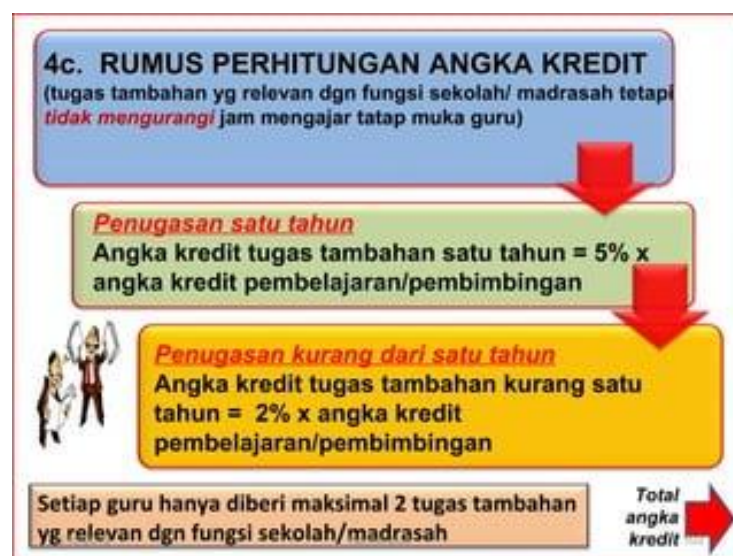 4c. RUMUS PERHITUNGAN ANGKA KREDIT
(tugas tambahan yg relevan dgn fungsi sekolah/ madrasah tetapi
tidak mengurangi jam mengajar tatap muka guru)
Penugasan satu tahun
Angka kredit tugas tambahan satu tahun = 5% x
angka kredit pembelajaran/pembimbingan
Penugasan kurang dari satu tahun
Angka kredit tugas tambahan kurang satu
tahun = 2% x angka kredit
pembelajaran/pembimbingan
Setiap guru hanya diberi maksimal 2 tugas tambahan
yg relevan dgn fungsi sekolah/madrasah
Total
angka
kredit